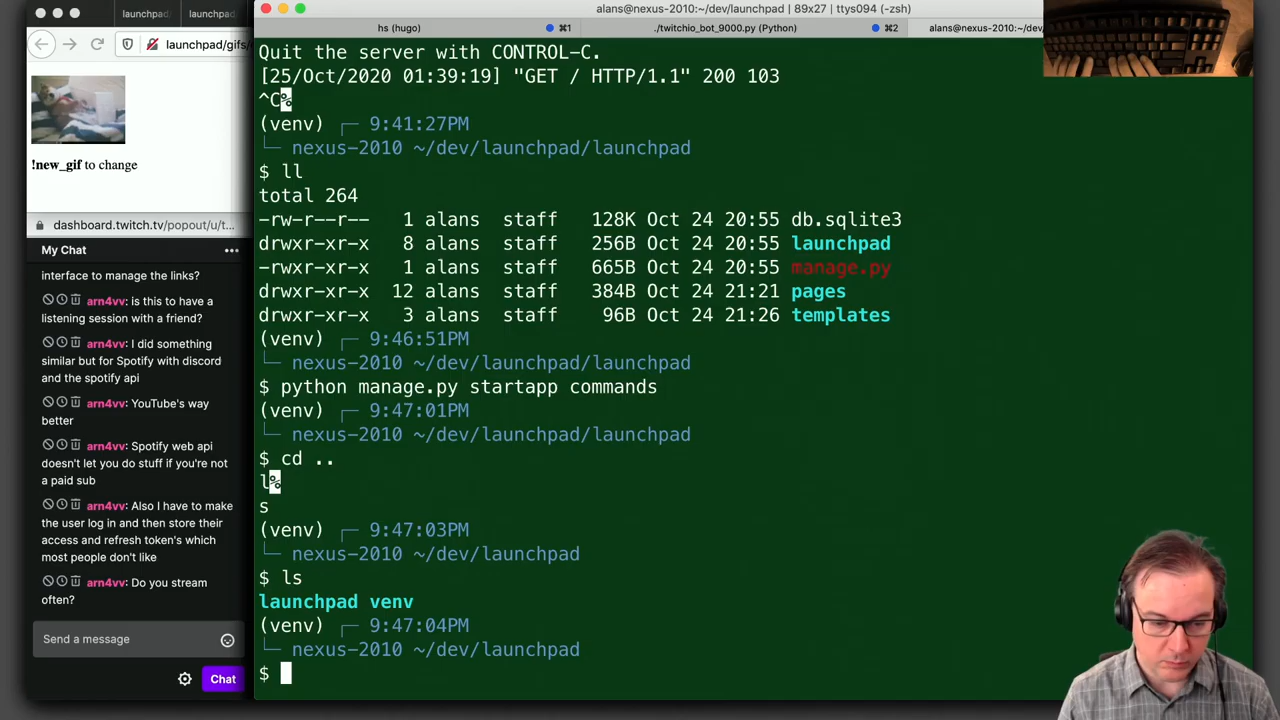 launchpad
launchpad
launchpad/gifs/
!new_gif to change
dashboard.twitch.tv/popout/u/t...
My Chat
interface to manage the links?
arn4vv: is this to have a
listening session with a friend?
arn4vv: I did something
similar but for Spotify with discord
and the spotify api
arn4vv: YouTube's way
better
arn4vv: Spotify web api
doesn't let you do stuff if you're not
a paid sub
arn4vv: Also I have to make
the user log in and then store their
access and refresh token's which
most people don't like
arn4vv: Do you stream
often?
Send a message
Chat
alans@nexus-2010:~/dev/launchpad | 89x27 | ttys094 (-zsh)
hs (hugo) ⌘1
./twitchio_bot_9000.py (Python) ⌘2
alans@nexus-2010:~/dev/...
Quit the server with CONTROL-C.
[25/Oct/2020 01:39:19] "GET / HTTP/1.1" 200 103
^C%
(venv) ┌─ 9:41:27PM
└─ nexus-2010 ~/dev/launchpad/launchpad
$ ll
total 264
-rw-r--r-- 1 alans staff 128K Oct 24 20:55 db.sqlite3
drwxr-xr-x 8 alans staff 256B Oct 24 20:55 launchpad
-rwxr-xr-x 1 alans staff 665B Oct 24 20:55 manage.py
drwxr-xr-x 12 alans staff 384B Oct 24 21:21 pages
drwxr-xr-x 3 alans staff 96B Oct 24 21:26 templates
(venv) ┌─ 9:46:51PM
└─ nexus-2010 ~/dev/launchpad/launchpad
$ python manage.py startapp commands
(venv) ┌─ 9:47:01PM
└─ nexus-2010 ~/dev/launchpad/launchpad
$ cd ..
l%
s
(venv) ┌─ 9:47:03PM
└─ nexus-2010 ~/dev/launchpad
$ ls
launchpad venv
(venv) ┌─ 9:47:04PM
└─ nexus-2010 ~/dev/launchpad
$